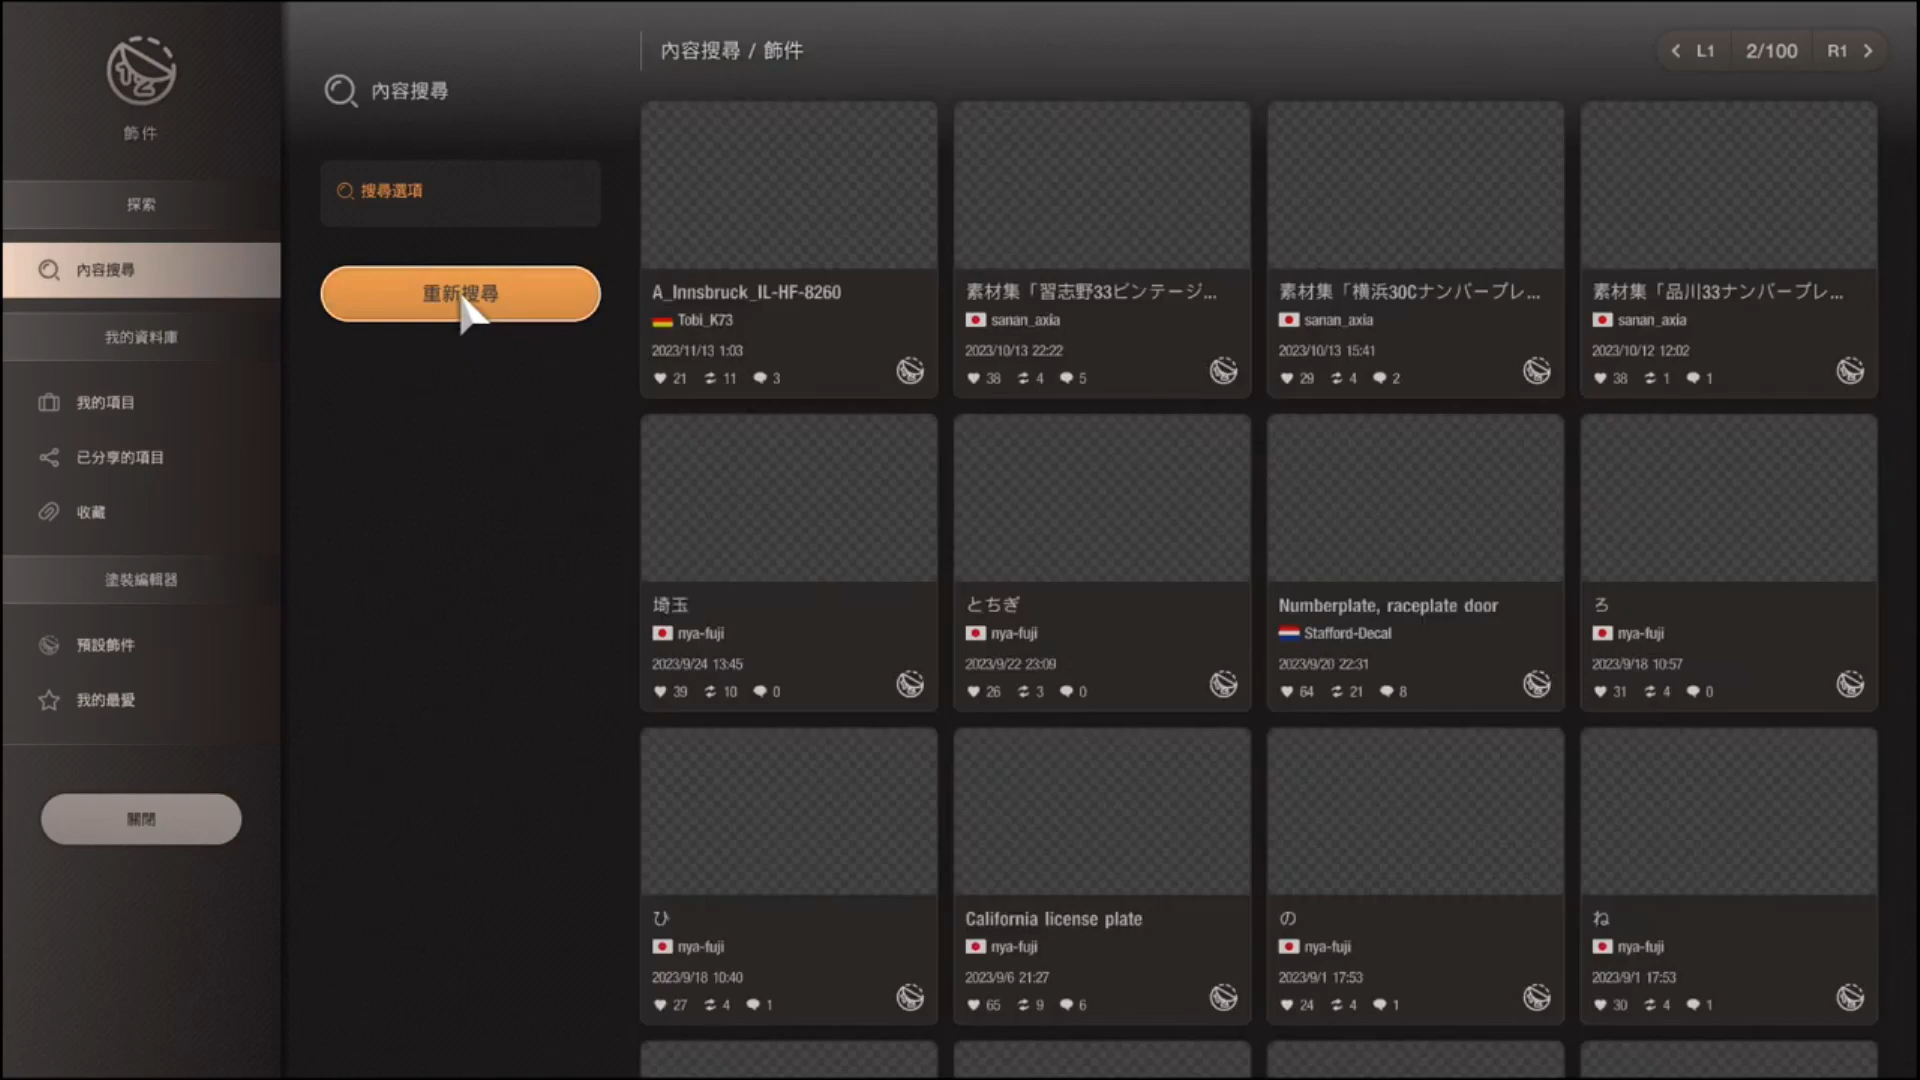 飾件
探索
內容搜尋
我的資料庫
我的項目
已分享的項目
收藏
塗裝編輯器
預設飾件
我的最愛
關閉
內容搜尋
搜尋選項
重新搜尋
內容搜尋 / 飾件
L1 2/100 R1
A_Innsbruck_IL-HF-8260
Tobi_K73
2023/11/13 1:03
21 11 3
素材集「習志野33ビンテージ...
sanan_axia
2023/10/13 22:22
38 4 5
素材集「横浜30Cナンバープレ...
sanan_axia
2023/10/13 15:41
29 4 2
素材集「品川33ナンバープレ...
sanan_axia
2023/10/12 12:02
38 1 1
埼玉
nya-fuji
2023/9/24 13:45
39 10 0
とちぎ
nya-fuji
2023/9/22 23:09
26 3 0
Numberplate, raceplate door
Stafford-Decal
2023/9/20 22:31
64 21 8
ろ
nya-fuji
2023/9/18 10:57
31 4 0
ひ
nya-fuji
2023/9/18 10:40
27 4 1
California license plate
nya-fuji
2023/9/6 21:27
65 9 6
の
nya-fuji
2023/9/1 17:53
24 4 1
ね
nya-fuji
2023/9/1 17:53
30 4 1